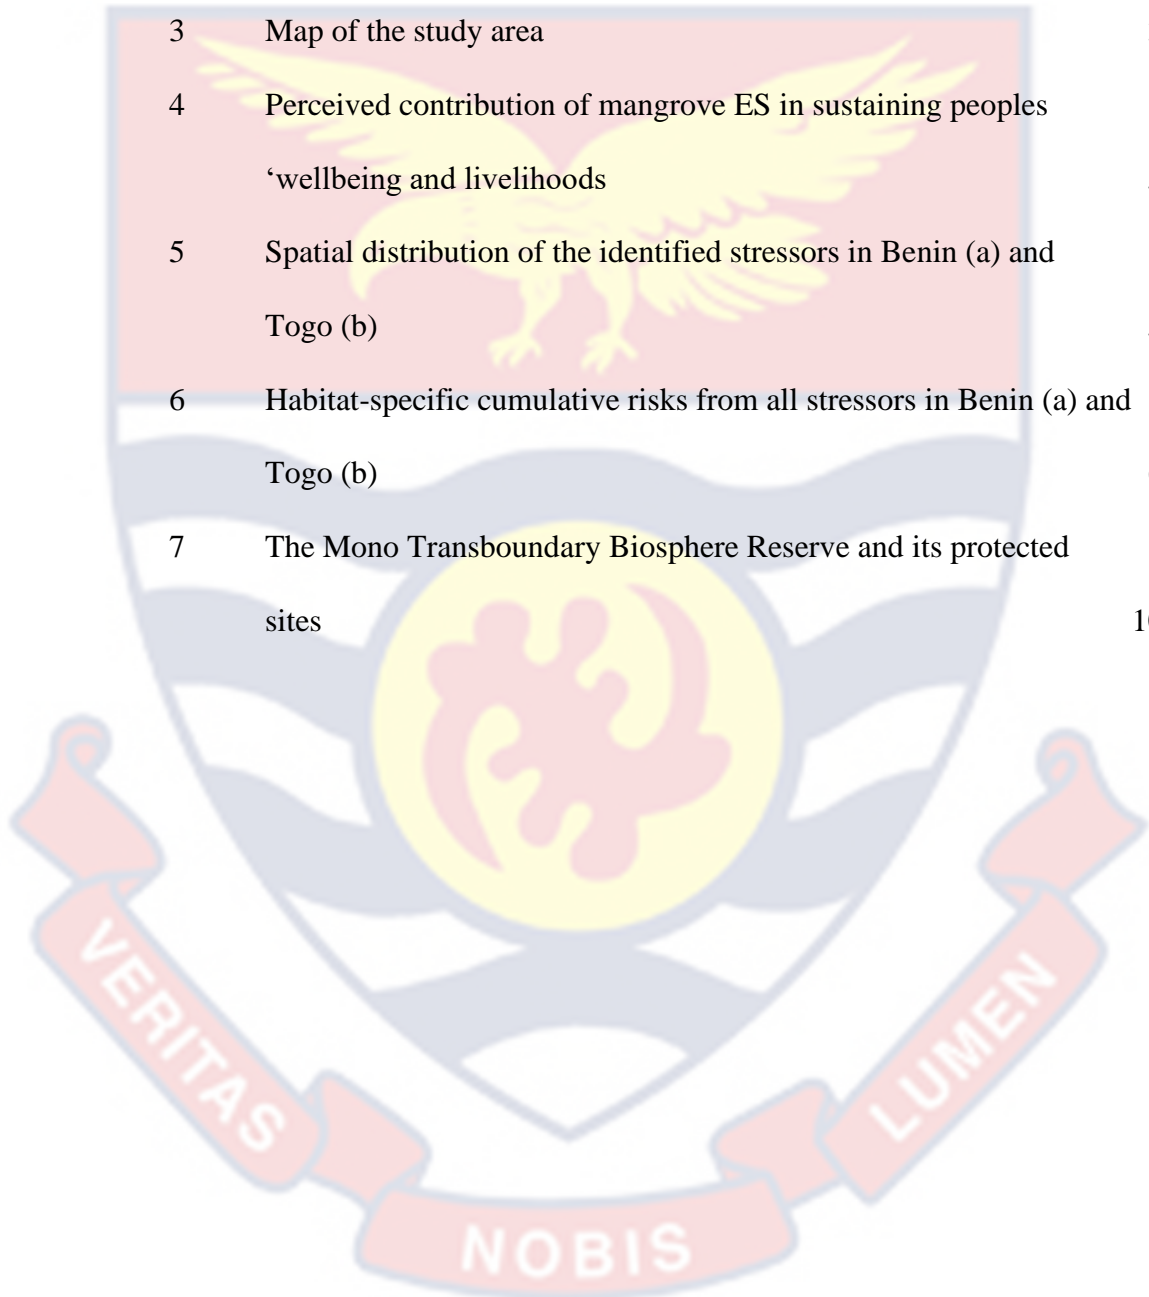 3 Map of the study area
4 Perceived contribution of mangrove ES in sustaining peoples
‘wellbeing and livelihoods
5 Spatial distribution of the identified stressors in Benin (a) and
Togo (b)
6 Habitat-specific cumulative risks from all stressors in Benin (a) and
Togo (b)
7 The Mono Transboundary Biosphere Reserve and its protected
sites
VERITAS
NOBIS
LUMEN